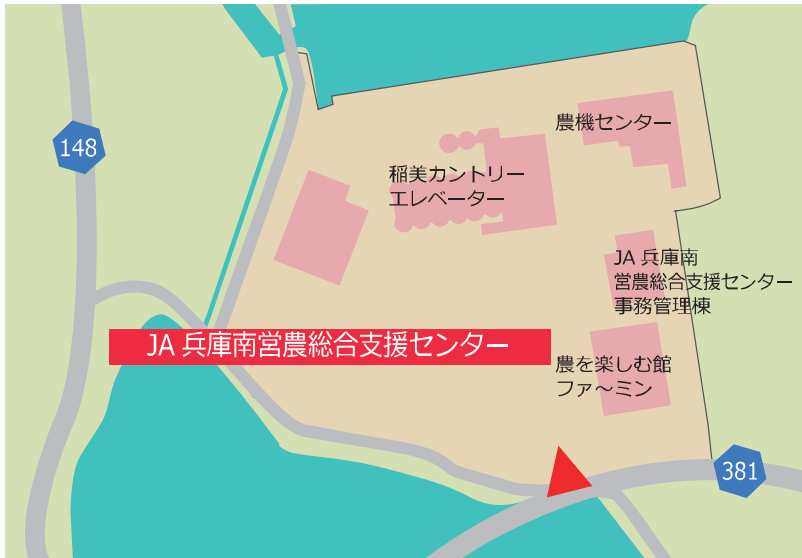 農機センター
148
稲美カントリー
エレベーター
JA 兵庫南
営農総合支援センター
事務管理棟
JA 兵庫南営農総合支援センター
農を楽しむ館
ファ～ミン
381